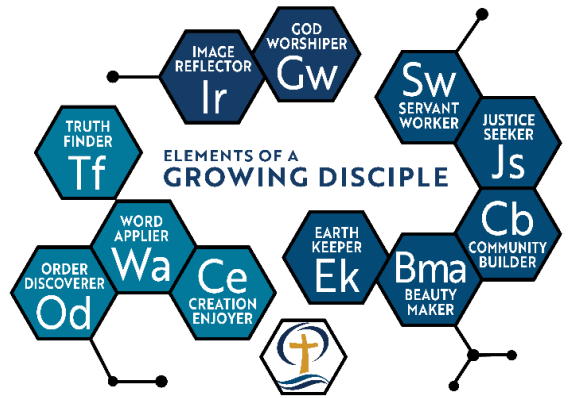 IMAGE
REFLECTOR
Ir
GOD
WORSHIPER
Gw
Sw
SERVANT
WORKER
JUSTICE
SEEKER
Js
TRUTH
FINDER
Tf
ELEMENTS OF A
GROWING DISCIPLE
WORD
APPLIER
Wa
ORDER
DISCOVERER
Od
Ce
CREATION
ENJOYER
EARTH
KEEPER
Ek
Bma
BEAUTY
MAKER
Cb
COMMUNITY
BUILDER